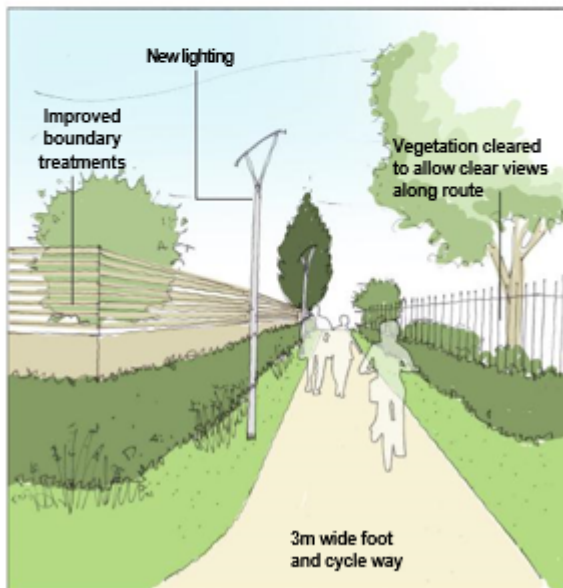 New lighting
Improved
boundary
treatments
Vegetation cleared
to allow clear views
along route
3m wide foot
and cycle way